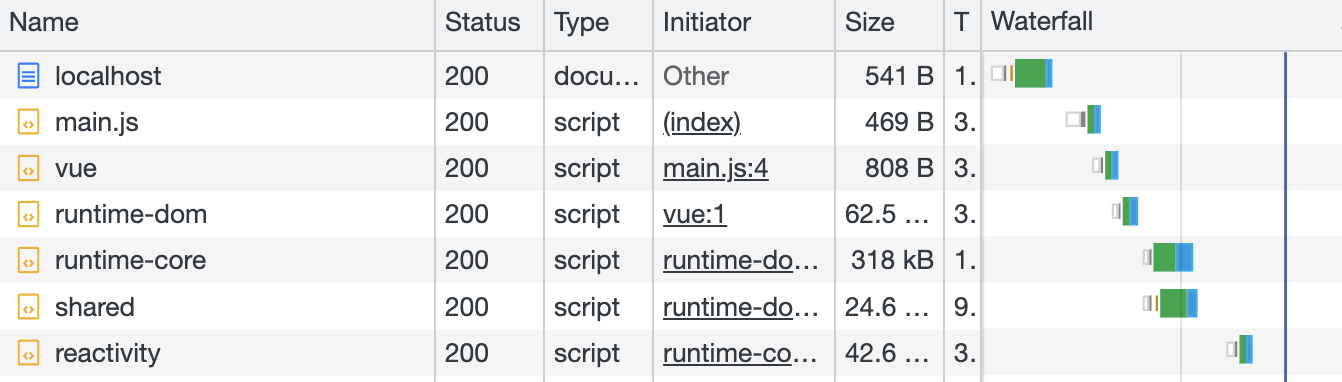 Name Status Type Initiator Size T Waterfall
localhost 200 docu... Other 541 B 1.
main.js 200 script (index) 469 B 3.
vue 200 script main.js:4 808 B 3.
runtime-dom 200 script vue:1 62.5 ... 3.
runtime-core 200 script runtime-do... 318 kB 1.
shared 200 script runtime-do... 24.6 ... 9.
reactivity 200 script runtime-co... 42.6 ... 3.